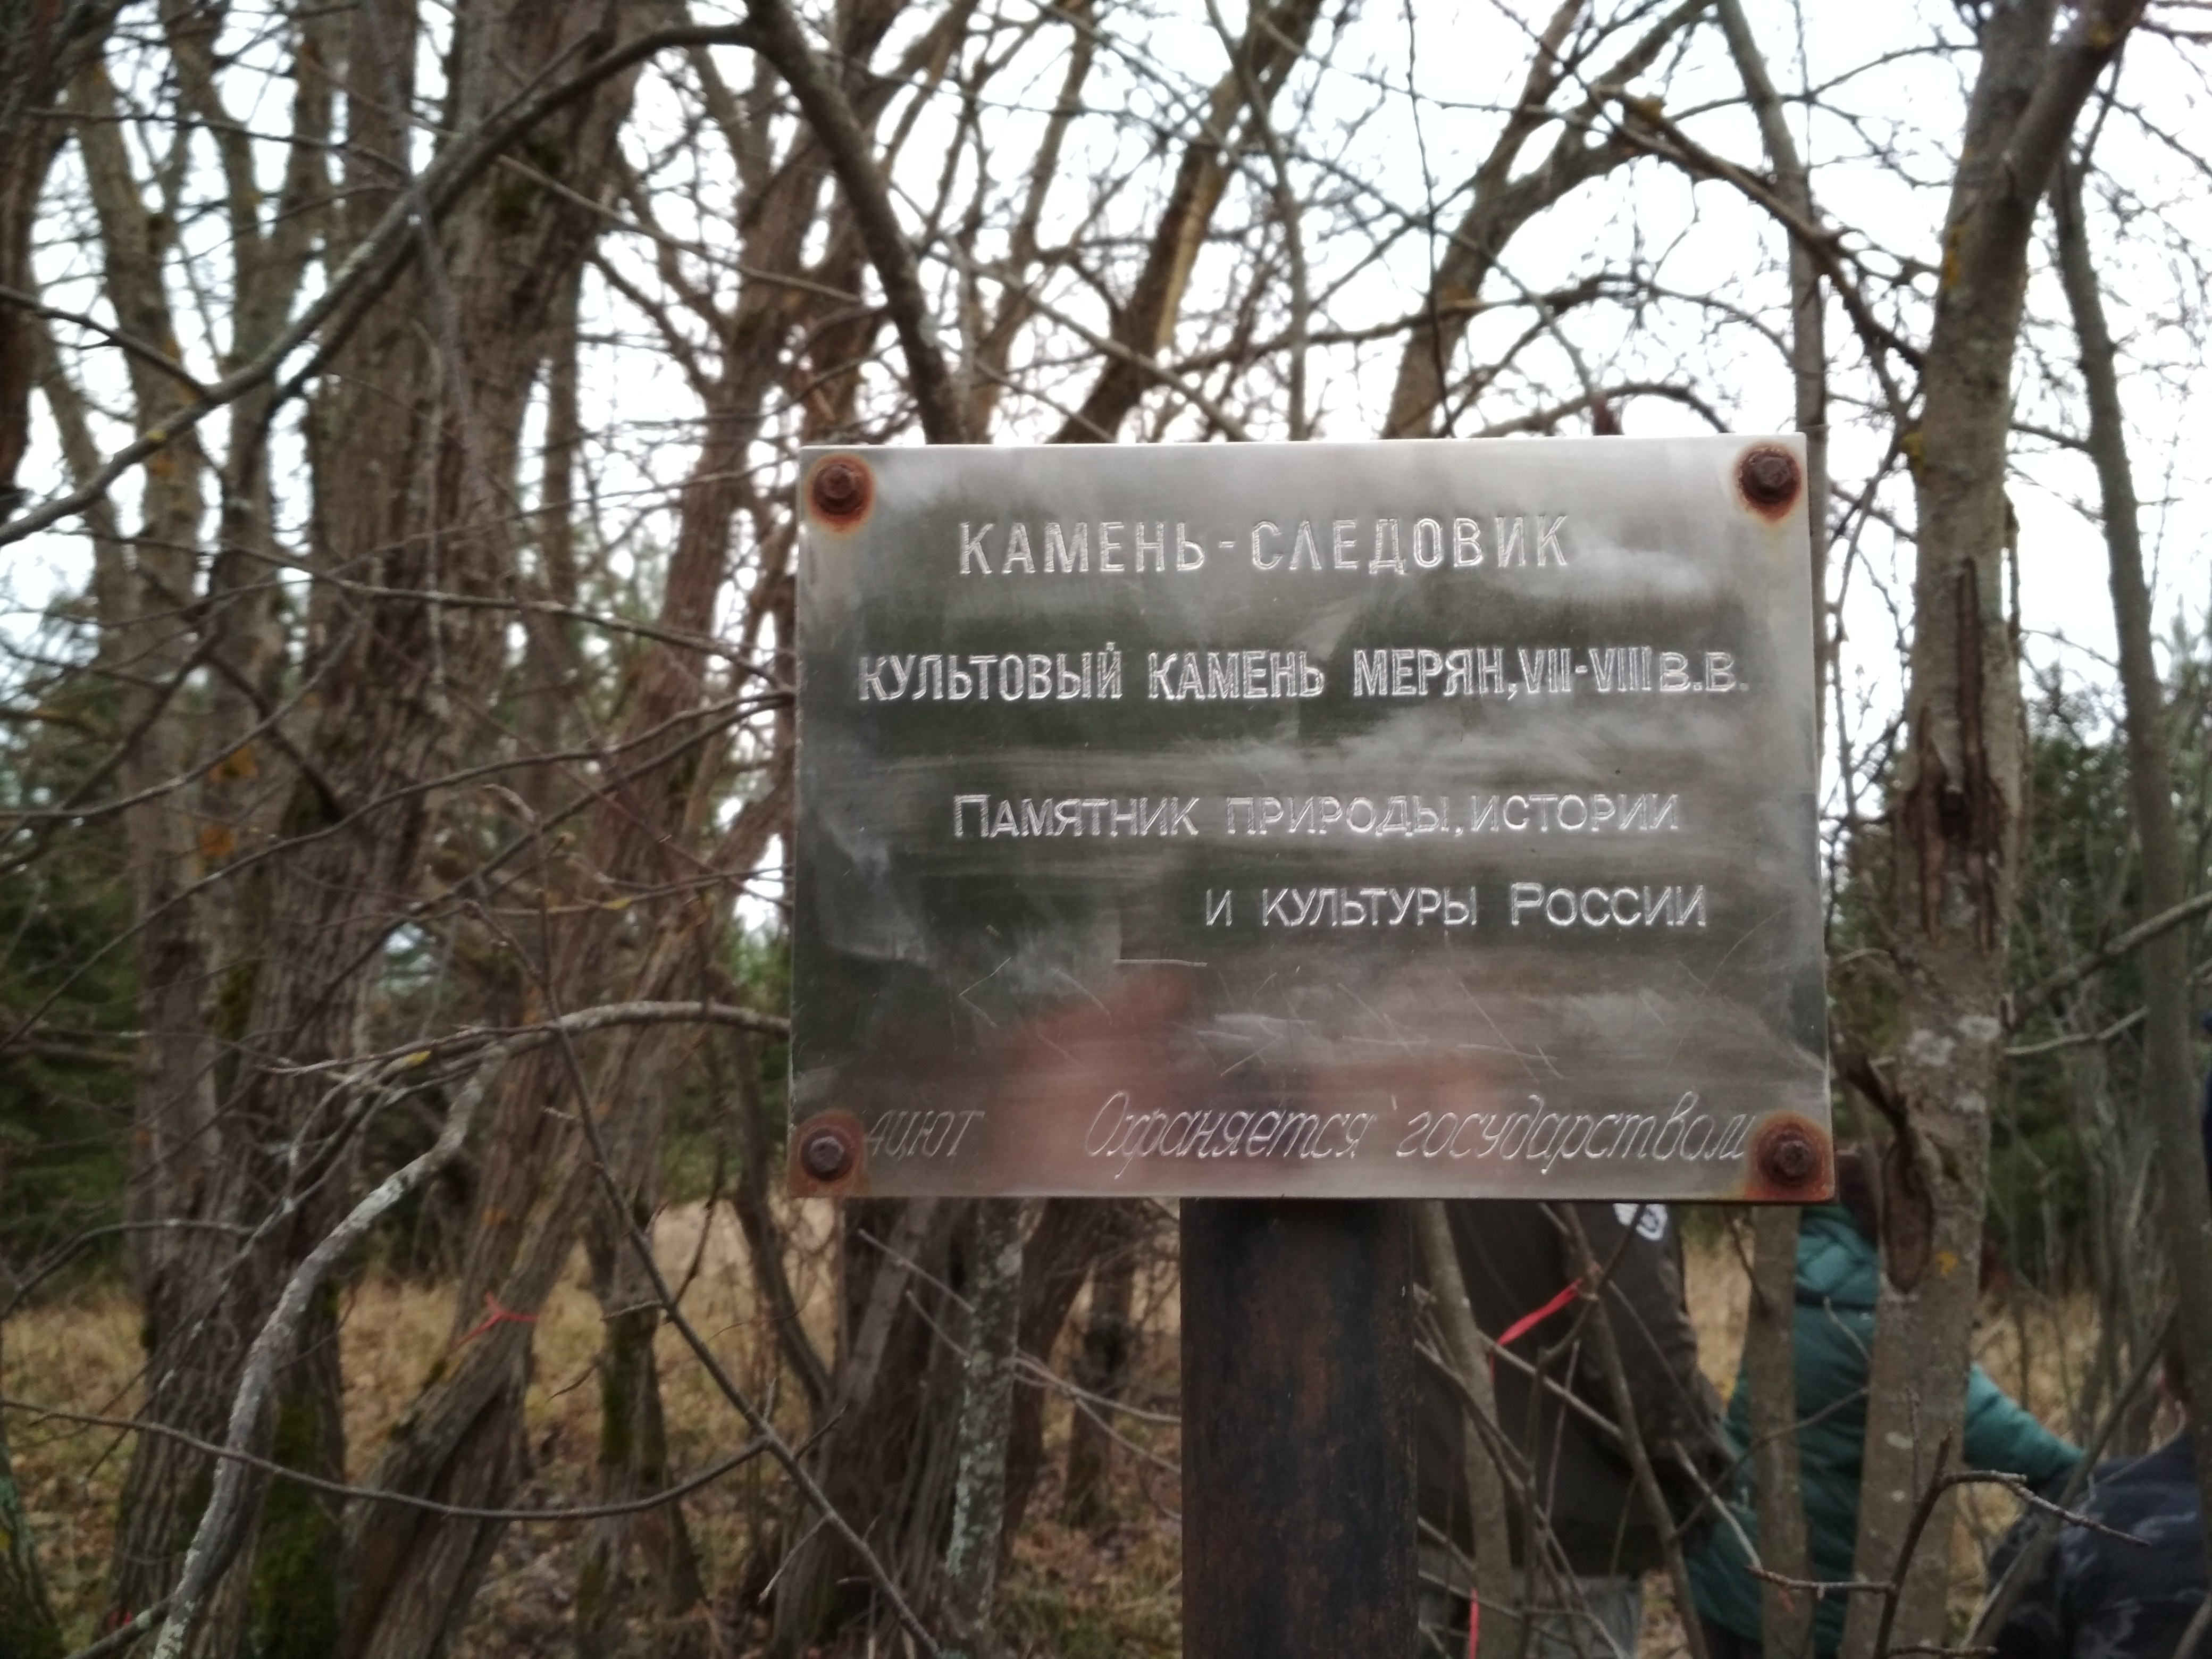 КАМЕНЬ-СЛЕДОВИК
КУЛЬТОВЫЙ КАМЕНЬ МЕРЯН, VII-VIII В.В.
ПАМЯТНИК ПРИРОДЫ, ИСТОРИИ
И КУЛЬТУРЫ РОССИИ
Охраняется государством